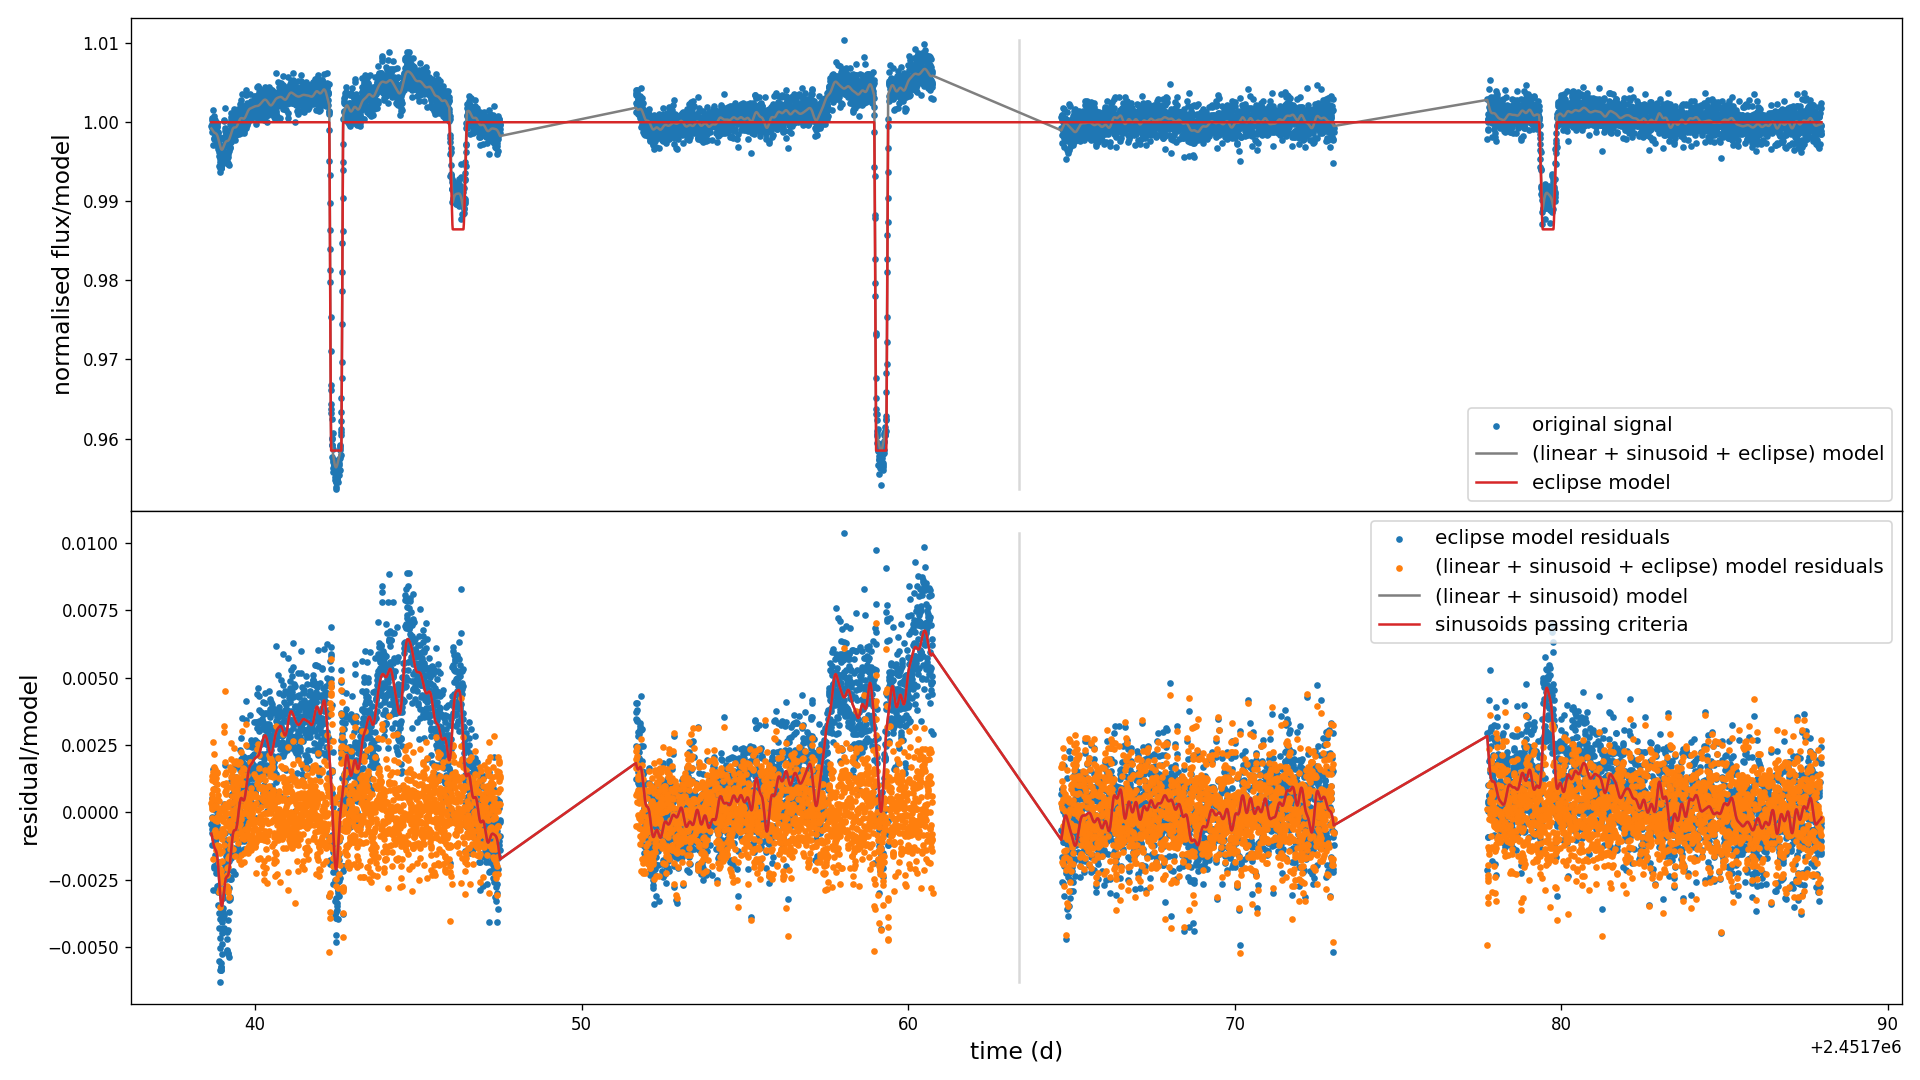 normalised flux/model
1.01
1.00
0.99
0.98
0.97
0.96
original signal
(linear + sinusoid + eclipse) model
eclipse model
residual/model
0.0100
0.0075
0.0050
0.0025
0.0000
−0.0025
−0.0050
eclipse model residuals
(linear + sinusoid + eclipse) model residuals
(linear + sinusoid) model
sinusoids passing criteria
40 50 60 70 80 90
time (d)
+2.4517e6